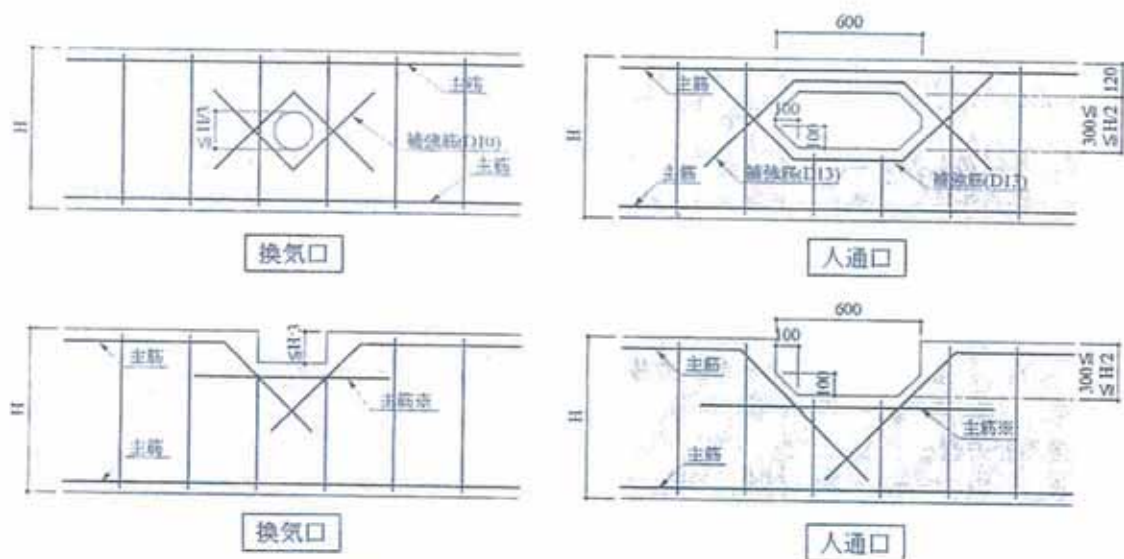 H
主筋
≦H/3
補強筋(D10)
主筋
換気口
600
H
主筋
100
100
120
300≦
≦H/2
主筋
補強筋(D13)
補強筋(D13)
人通口
H
主筋
≦H/3
主筋※
主筋
換気口
600
H
主筋
100
100
300≦
≦H/2
主筋※
主筋
人通口